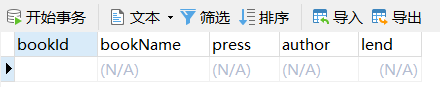 开始事务 文本 筛选 排序 导入 导出
bookId bookName press author lend
(N/A) (N/A) (N/A) (N/A)